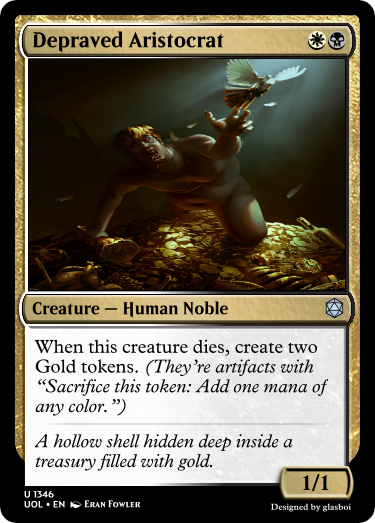 Depraved Aristocrat
Creature — Human Noble
When this creature dies, create two
Gold tokens. (They’re artifacts with
“Sacrifice this token: Add one mana of
any color.”)
A hollow shell hidden deep inside a
treasury filled with gold.
1/1
U 1346
UOL • EN Eran Fowler
Designed by glasboi